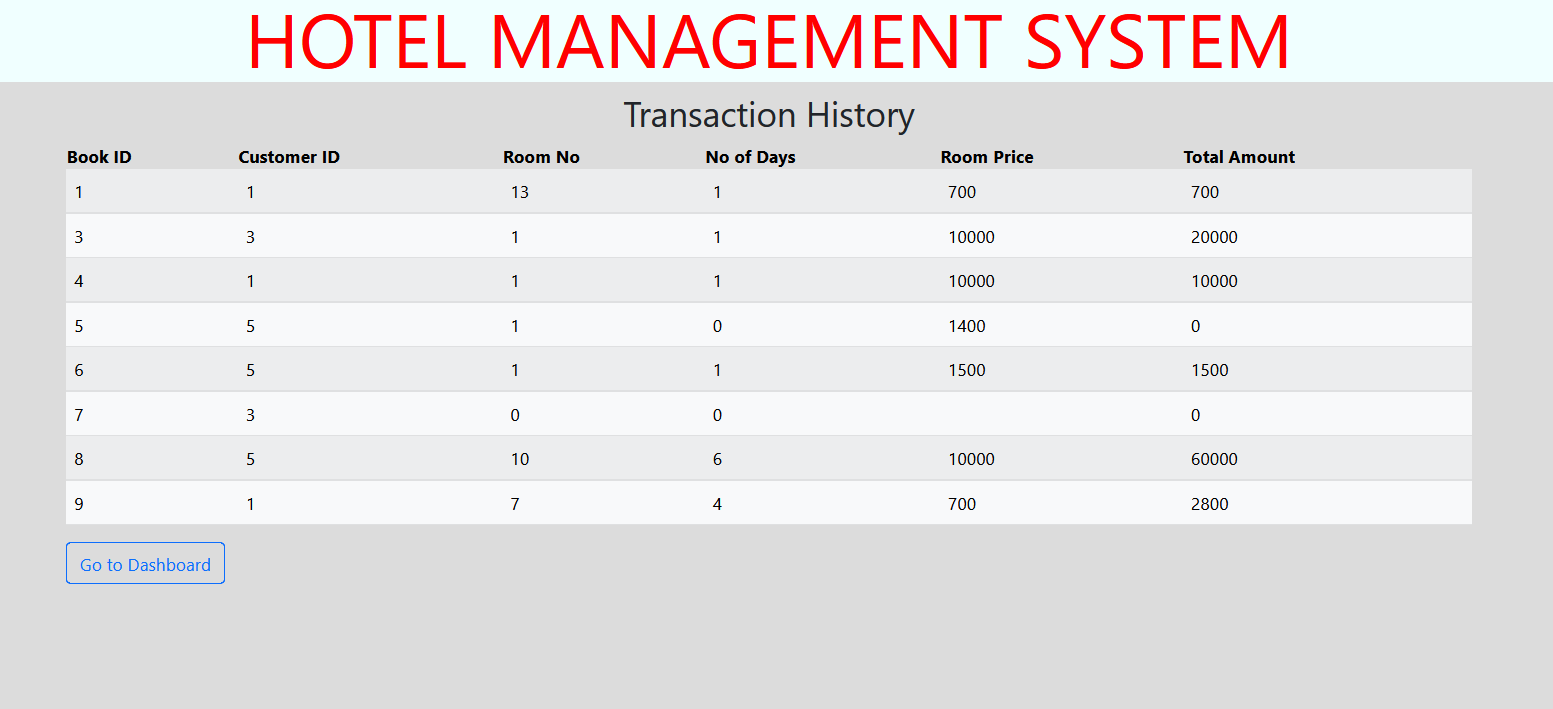 HOTEL MANAGEMENT SYSTEM
Transaction History
Book ID Customer ID Room No No of Days Room Price Total Amount
1 1 13 1 700 700
3 3 1 1 10000 20000
4 1 1 1 10000 10000
5 5 1 0 1400 0
6 5 1 1 1500 1500
7 3 0 0 0
8 5 10 6 10000 60000
9 1 7 4 700 2800
Go to Dashboard